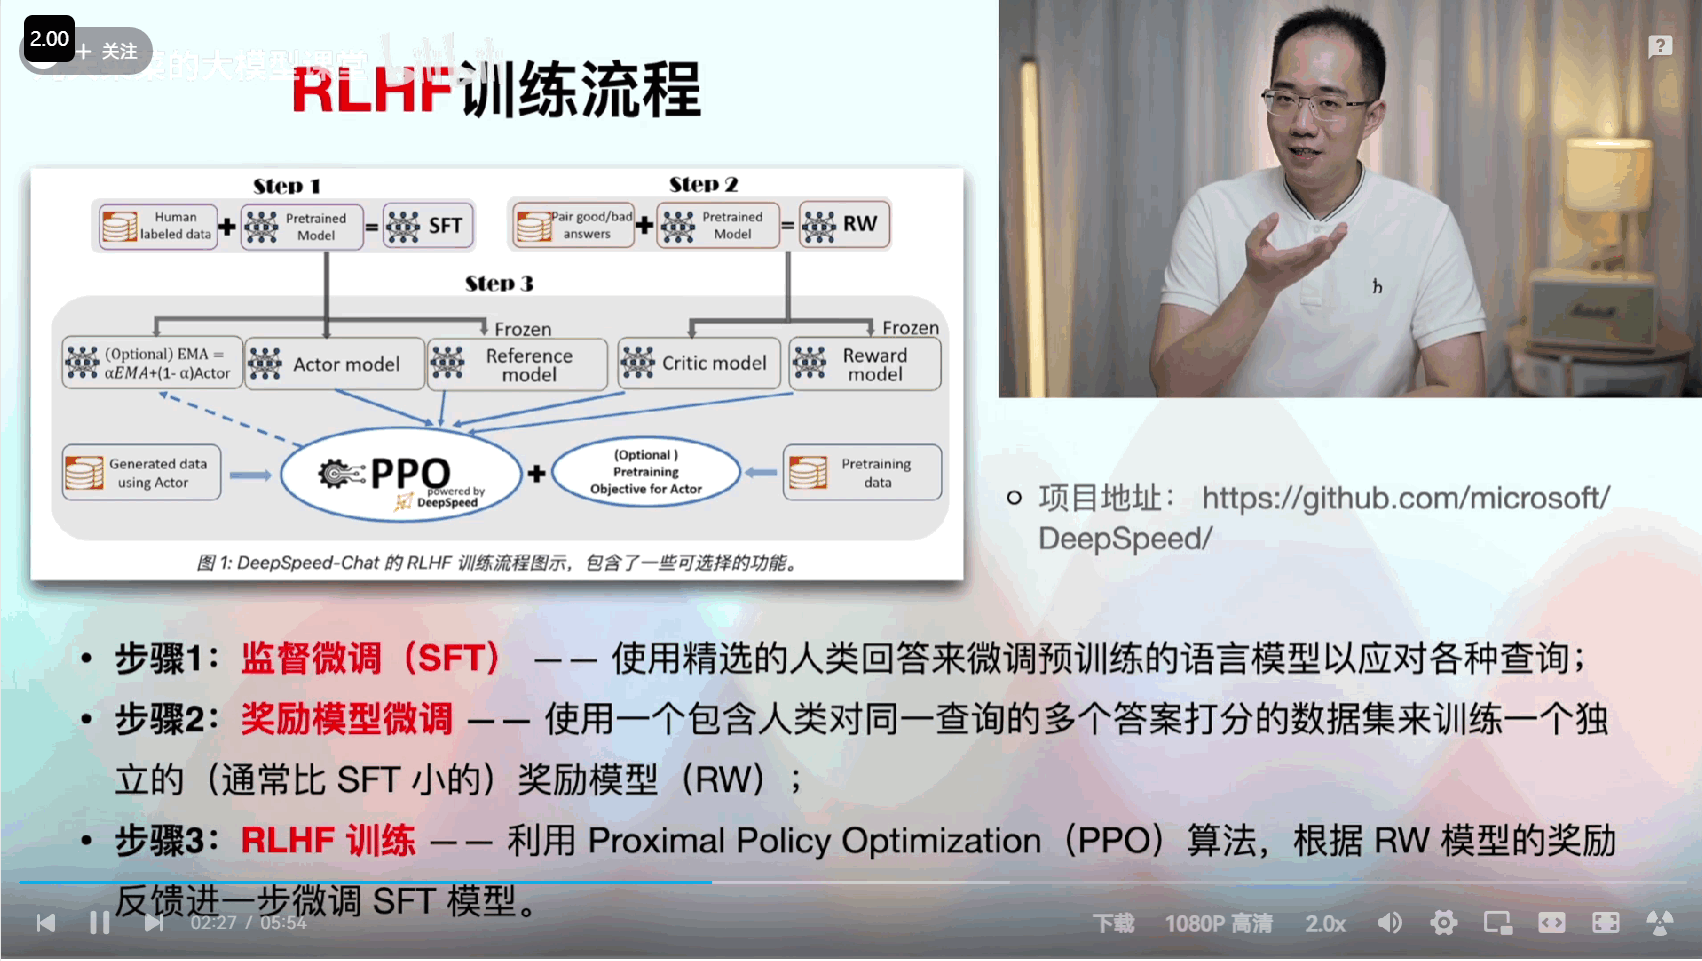 2.00
+ 关注
的大模型课堂
RLHF训练流程
Step 1
Step 2
Human labeled data
+
Pretrained Model
=
SFT
Pair good/bad answers
+
Pretrained Model
=
RW
Step 3
Frozen
Frozen
(Optional) EMA =
αEMA+(1- α)Actor
Actor model
Reference model
Critic model
Reward model
Generated data using Actor
PPO
powered by
DeepSpeed
+
(Optional )
Pretraining
Objective for Actor
Pretraining data
图 1: DeepSpeed-Chat 的 RLHF 训练流程图示，包含了一些可选择的功能。
ħ
?
项目地址： https://github.com/microsoft/
DeepSpeed/
• 步骤1：监督微调（SFT） —— 使用精选的人类回答来微调预训练的语言模型以应对各种查询；
• 步骤2：奖励模型微调 —— 使用一个包含人类对同一查询的多个答案打分的数据集来训练一个独
立的（通常比 SFT 小的）奖励模型（RW）；
• 步骤3：RLHF 训练 —— 利用 Proximal Policy Optimization（PPO）算法，根据 RW 模型的奖励
反馈进一步微调 SFT 模型。
02:27 / 05:54
下载
1080P 高清
2.0x